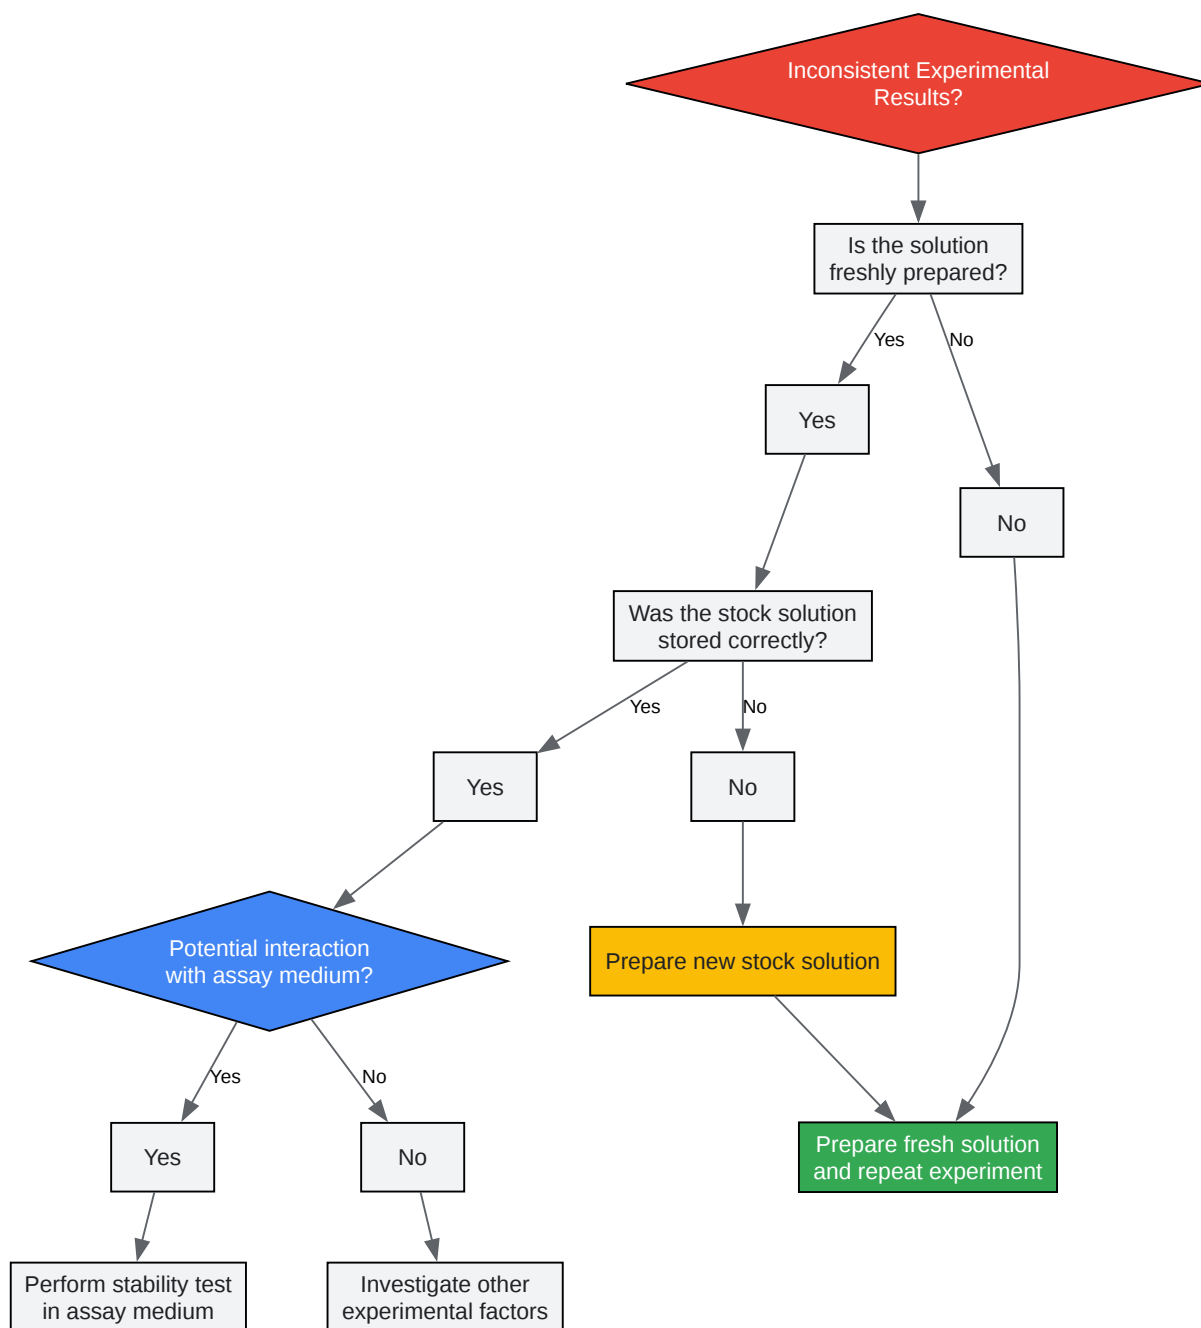 Inconsistent Experimental
Results?
Is the solution
freshly prepared?
Yes
No
Yes
No
Was the stock solution
stored correctly?
Yes
No
Yes
No
Potential interaction
with assay medium?
Prepare new stock solution
Yes
No
Yes
No
Prepare fresh solution
and repeat experiment
Perform stability test
in assay medium
Investigate other
experimental factors